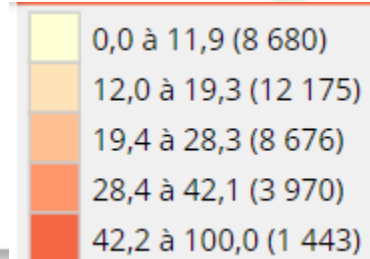 0,0 à 11,9 (8 680)
12,0 à 19,3 (12 175)
19,4 à 28,3 (8 676)
28,4 à 42,1 (3 970)
42,2 à 100,0 (1 443)